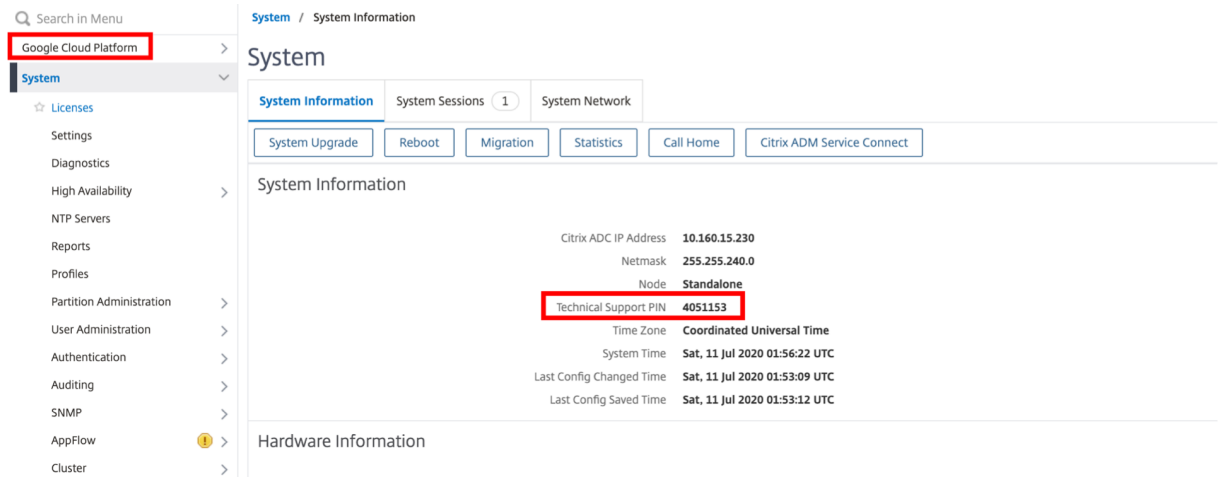 Search in Menu
Google Cloud Platform
System
Licenses
Settings
Diagnostics
High Availability
NTP Servers
Reports
Profiles
Partition Administration
User Administration
Authentication
Auditing
SNMP
AppFlow !
Cluster
System / System Information
System
System Information System Sessions 1 System Network
System Upgrade Reboot Migration Statistics Call Home Citrix ADM Service Connect
System Information
Citrix ADC IP Address 10.160.15.230
Netmask 255.255.240.0
Node Standalone
Technical Support PIN 4051153
Time Zone Coordinated Universal Time
System Time Sat, 11 Jul 2020 01:56:22 UTC
Last Config Changed Time Sat, 11 Jul 2020 01:53:09 UTC
Last Config Saved Time Sat, 11 Jul 2020 01:53:12 UTC
Hardware Information